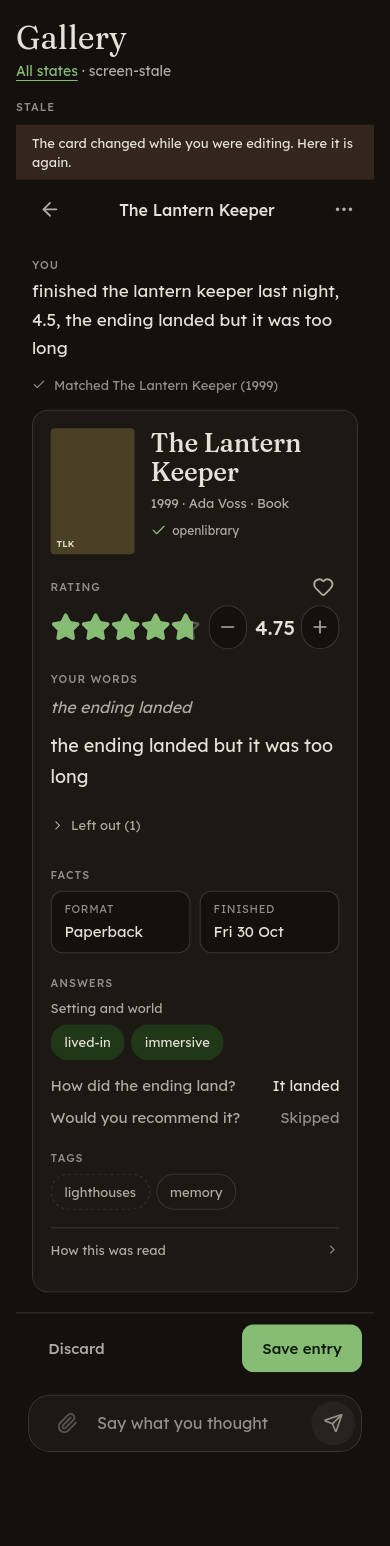 Gallery
All states · screen-stale
STALE
The card changed while you were editing. Here it is
again.
The Lantern Keeper
YOU
finished the lantern keeper last night,
4.5, the ending landed but it was too
long
Matched The Lantern Keeper (1999)
TLK
The Lantern
Keeper
1999 · Ada Voss · Book
openlibrary
RATING
4.75
YOUR WORDS
the ending landed
the ending landed but it was too
long
Left out (1)
FACTS
FORMAT
Paperback
FINISHED
Fri 30 Oct
ANSWERS
Setting and world
lived-in immersive
How did the ending land? It landed
Would you recommend it? Skipped
TAGS
lighthouses memory
How this was read
Discard Save entry
Say what you thought